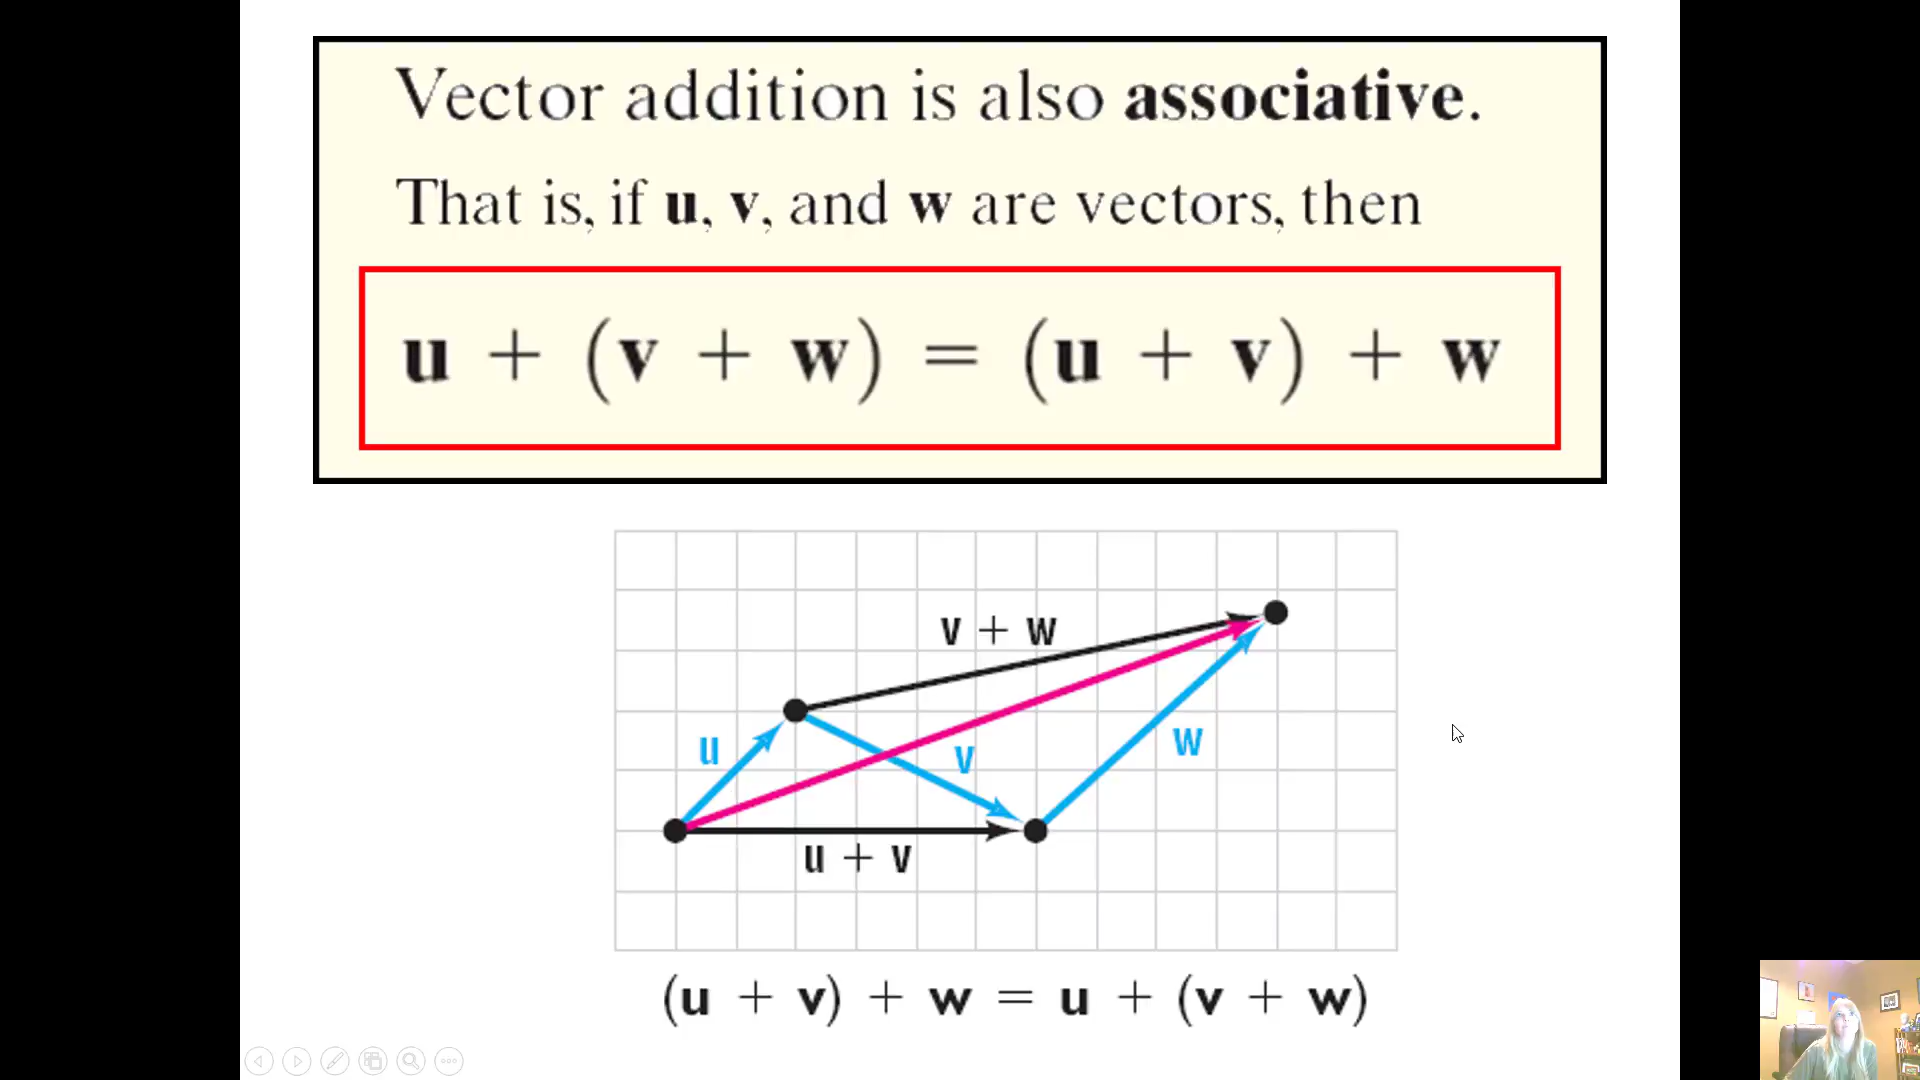 Vector addition is also associative.
That is, if u, v, and w are vectors, then
u + (v + w) = (u + v) + w
v + w
u
v
w
u + v
(u + v) + w = u + (v + w)